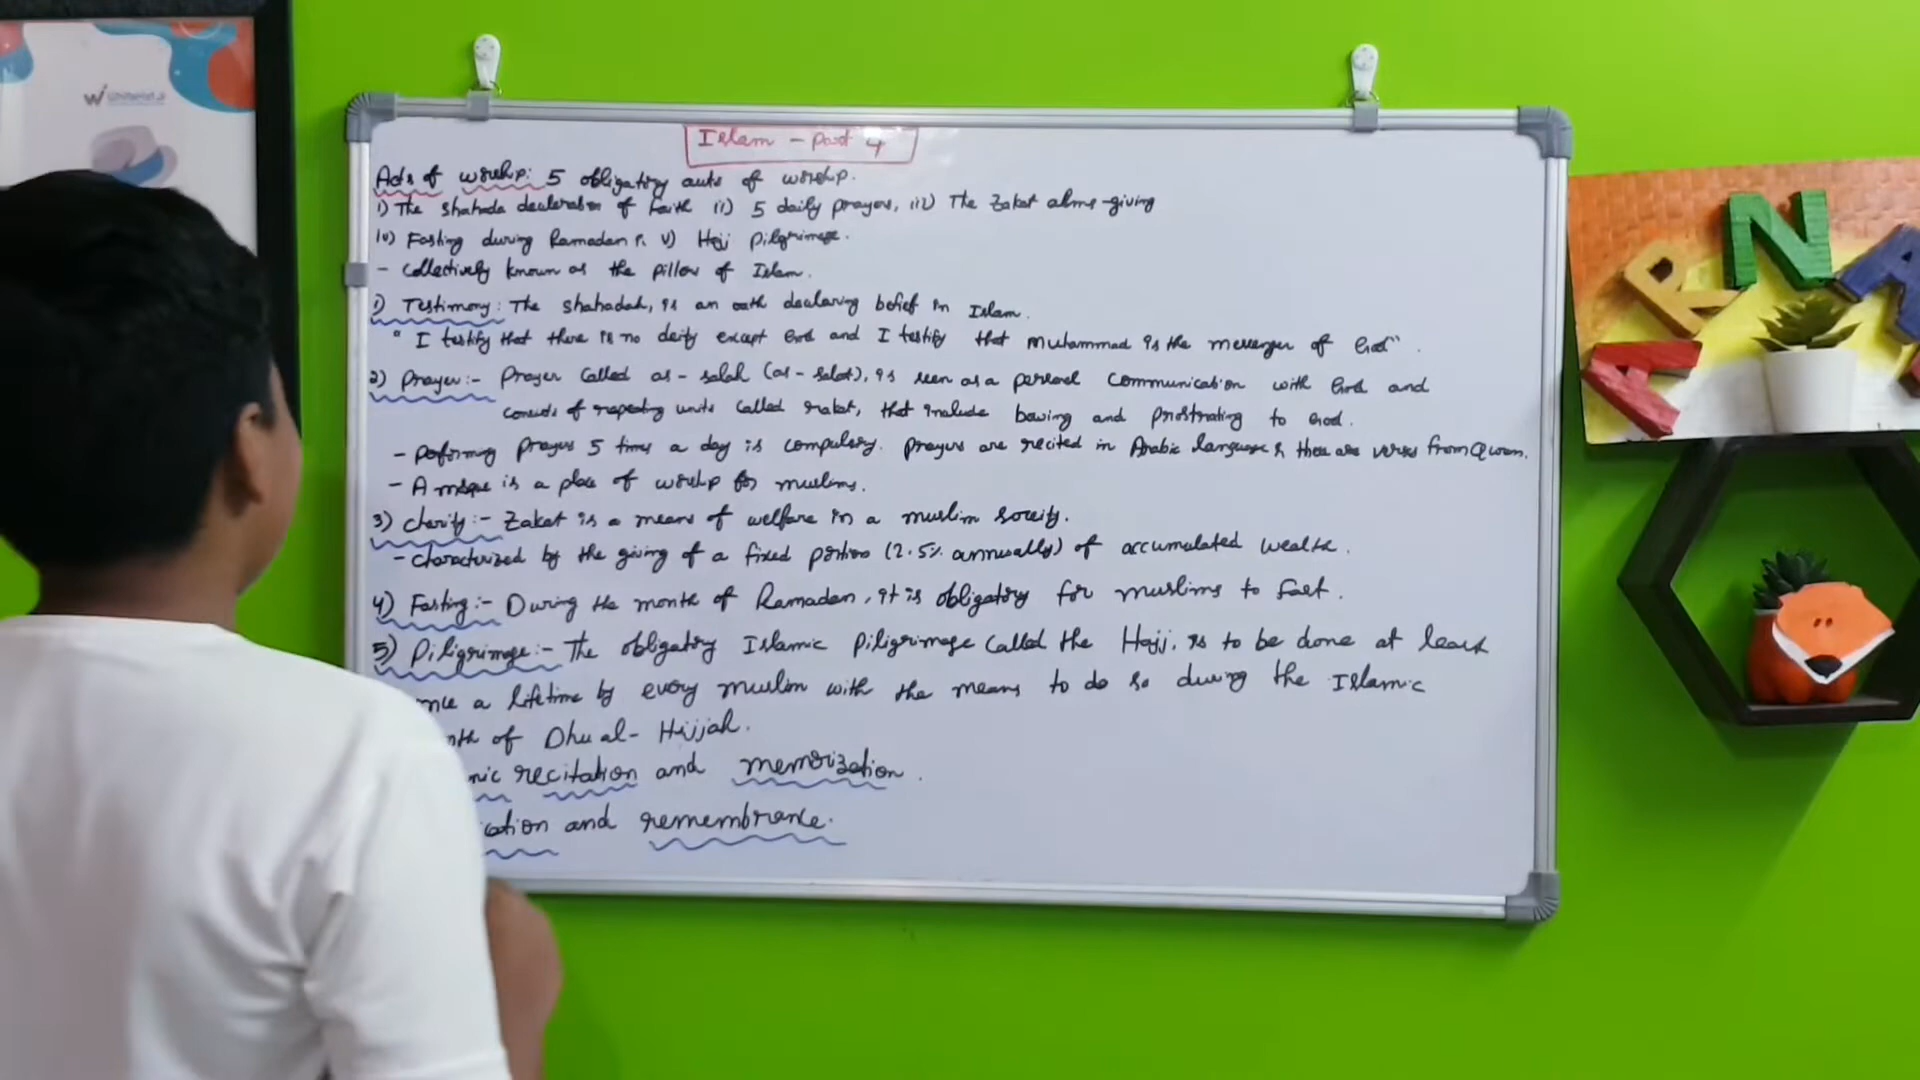 Whitehat Jr
Islam - Part 4
Acts of worship: 5 obligatory auts of worship.
i) The Shahada declaration of faith ii) 5 daily prayers, iii) The Zakat alms-giving
iv) Fasting during Ramadan & v) Hajj Pilgrimage.
- Collectively known as the pillars of Islam.
1) Testimony: The shahadah, is an oath declaring belief in Islam.
"I testify that there is no deity except God and I testify that Muhammad is the messenger of God".
2) Prayer:- Prayer called as-salah (as-salat), is seen as a personal communication with God and
consists of repeating units called rakat, that include bowing and prostrating to God.
- Performing prayers 5 times a day is compulsory. Prayers are recited in Arabic language & these are verses from Quran.
- A mosque is a place of worship for muslims.
3) Charity:- Zakat is a means of welfare in a muslim society.
- characterized by the giving of a fixed portion (2.5% annually) of accumulated wealth.
4) Fasting:- During the month of Ramadan, it is obligatory for muslims to fast.
5) Piligrimage:- The obligatory Islamic piligrimage called the Hajj, is to be done at least
nce a lifetime by every muslim with the means to do so during the Islamic
nth of Dhu al-Hijjah.
nic recitation and memorization.
ication and remembrance.
ARNA